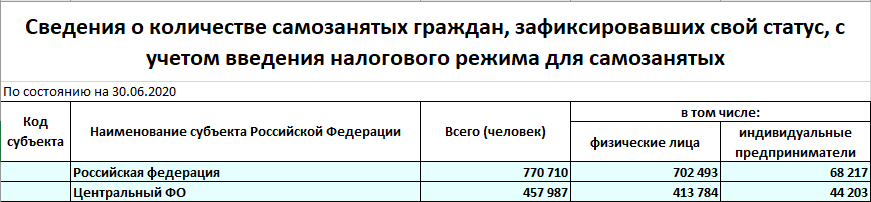 Сведения о количестве самозанятых граждан, зафиксировавших свой статус, с
учетом введения налогового режима для самозанятых
По состоянию на 30.06.2020
Код
субъекта
Наименование субъекта Российской Федерации
Всего (человек)
в том числе:
физические лица
индивидуальные
предприниматели
Российская федерация 770 710 702 493 68 217
Центральный ФО 457 987 413 784 44 203